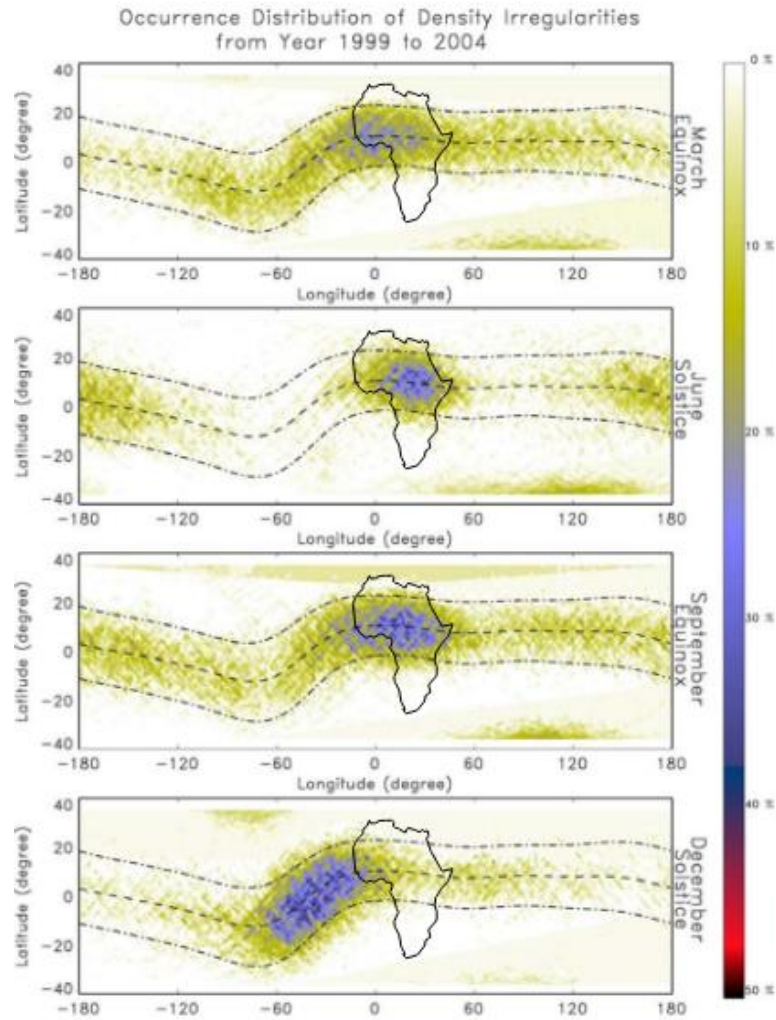 Occurrence Distribution of Density Irregularities
from Year 1999 to 2004
40
20
0
−20
−40
Latitude (degree)
−180 −120 −60 0 60 120 180
Longitude (degree)
March
Equinox
40
20
0
−20
−40
Latitude (degree)
−180 −120 −60 0 60 120 180
Longitude (degree)
June
Solstice
40
20
0
−20
−40
Latitude (degree)
−180 −120 −60 0 60 120 180
Longitude (degree)
September
Equinox
40
20
0
−20
−40
Latitude (degree)
−180 −120 −60 0 60 120 180
December
Solstice
0 %
10 %
20 %
30 %
40 %
50 %